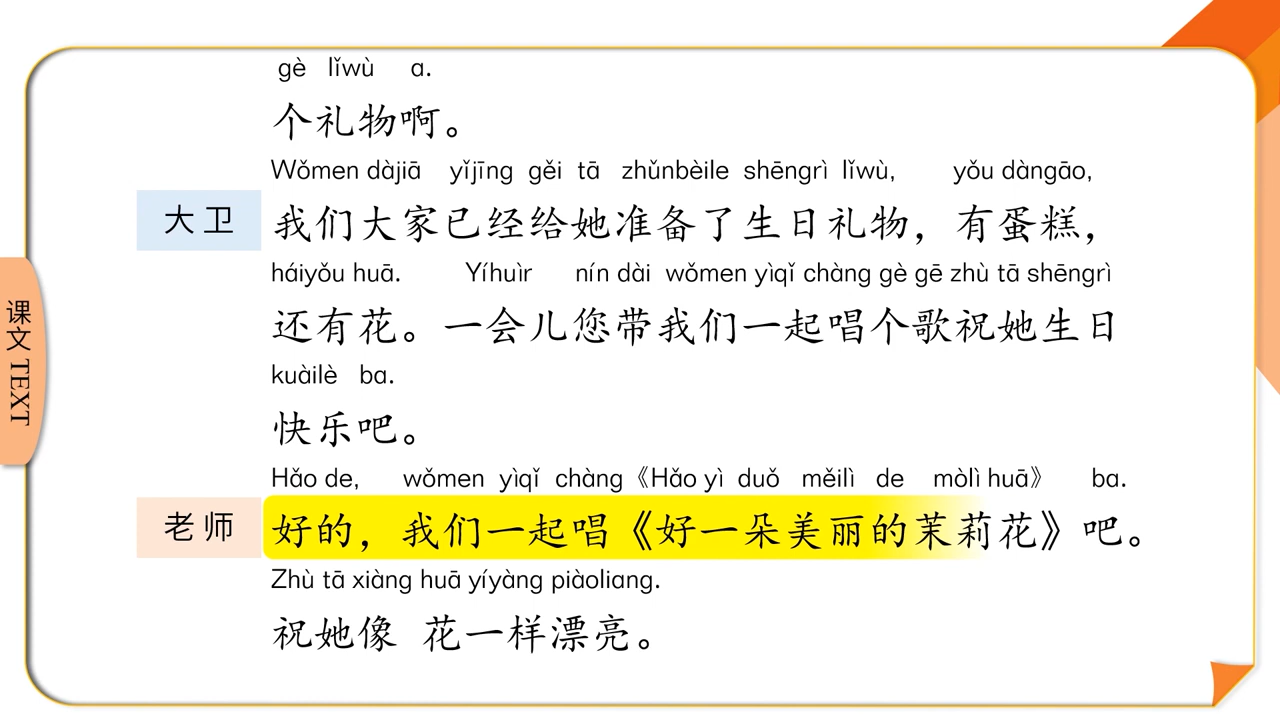 gè lǐwù a.
个礼物啊。
Wǒmen dàjiā yǐjīng gěi tā zhǔnbèile shēngrì lǐwù, yǒu dàngāo,
大卫 我们大家已经给她准备了生日礼物，有蛋糕，
háiyǒu huā. Yíhuìr nín dài wǒmen yìqǐ chàng gè gē zhù tā shēngrì
还有花。一会儿您带我们一起唱个歌祝她生日
kuàilè ba.
快乐吧。
Hǎo de, wǒmen yìqǐ chàng《Hǎo yì duǒ měilì de mòlì huā》 ba.
老师 好的，我们一起唱《好一朵美丽的茉莉花》吧。
Zhù tā xiàng huā yíyàng piàoliang.
祝她像 花一样漂亮。
课文 TEXT